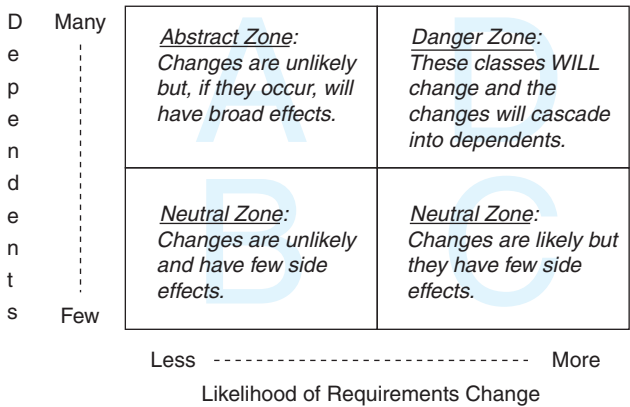 Dependents
Many
Few
A
Abstract Zone:
Changes are unlikely
but, if they occur, will
have broad effects.
D
Danger Zone:
These classes WILL
change and the
changes will cascade
into dependents.
B
Neutral Zone:
Changes are unlikely
and have few side
effects.
C
Neutral Zone:
Changes are likely but
they have few side
effects.
Less
More
Likelihood of Requirements Change